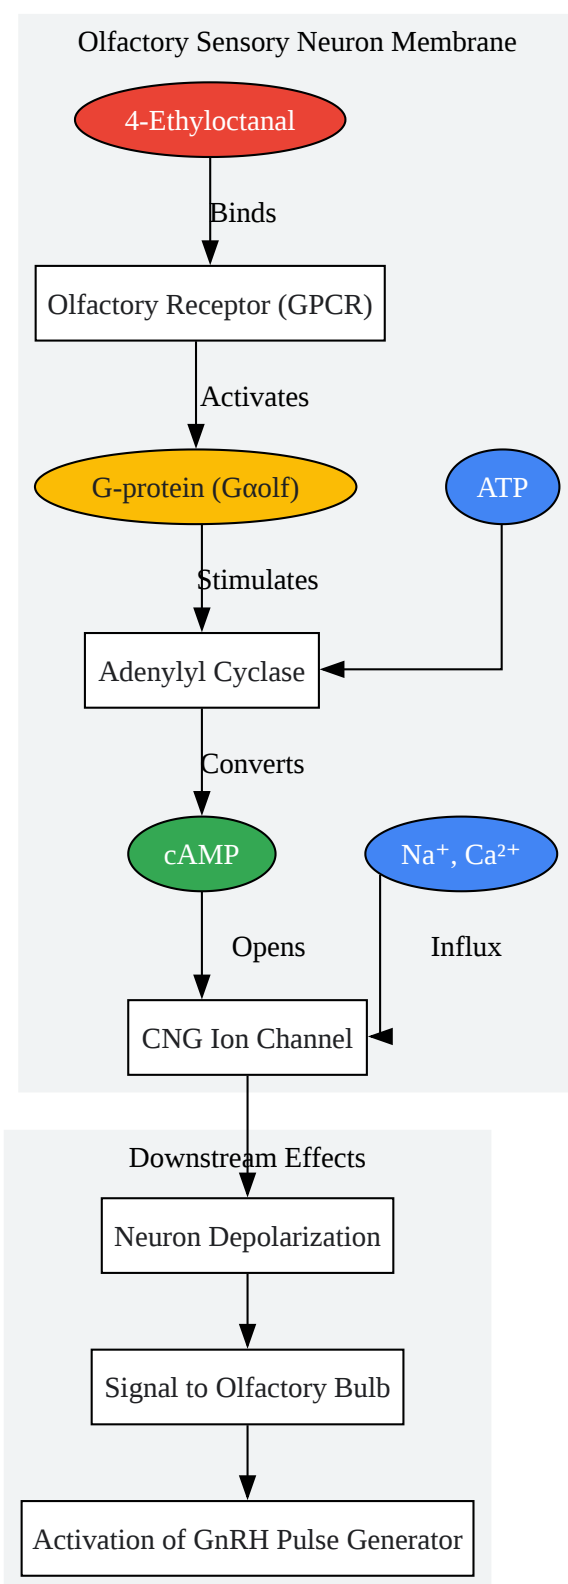 Olfactory Sensory Neuron Membrane
4-Ethyloctanal
Binds
Olfactory Receptor (GPCR)
Activates
G-protein (Gαolf)
ATP
Stimulates
Adenylyl Cyclase
Converts
cAMP
Na⁺, Ca²⁺
Opens
Influx
CNG Ion Channel
Downstream Effects
Neuron Depolarization
Signal to Olfactory Bulb
Activation of GnRH Pulse Generator